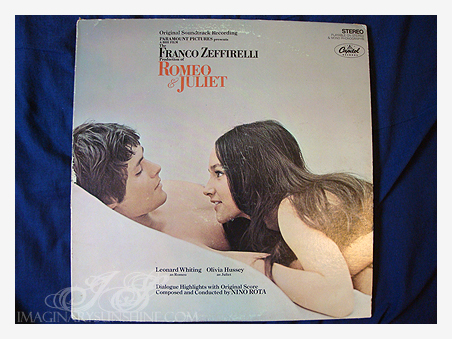 Original Soundtrack Recording
PARAMOUNT PICTURES presents
The
FRANCO ZEFFIRELLI
Production of
ROMEO
& JULIET
STEREO
Capitol
Leonard Whiting Olivia Hussey
as Romeo as Juliet
Dialogue Highlights with Original Score
Composed and Conducted by NINO ROTA
IMAGINARYSUNSHINE.COM